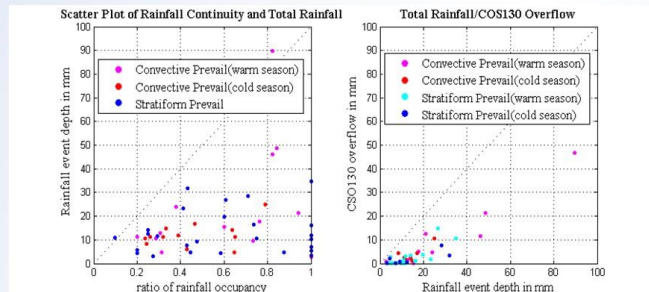 Scatter Plot of Rainfall Continuity and Total Rainfall
100
90
80
70
60
50
40
30
20
10
0
Rainfall event depth in mm
Convective Prevail(warm season)
Convective Prevail(cold season)
Stratiform Prevail
0
0.2
0.4
0.6
0.8
1
ratio of rainfall occupancy
Total Rainfall/COS130 Overflow
100
90
80
70
60
50
40
30
20
10
0
CSO130 overflow in mm
Convective Prevail(warm season)
Convective Prevail(cold season)
Stratiform Prevail(warm season)
Stratiform Prevail(cold season)
0
20
40
60
80
100
Rainfall event depth in mm